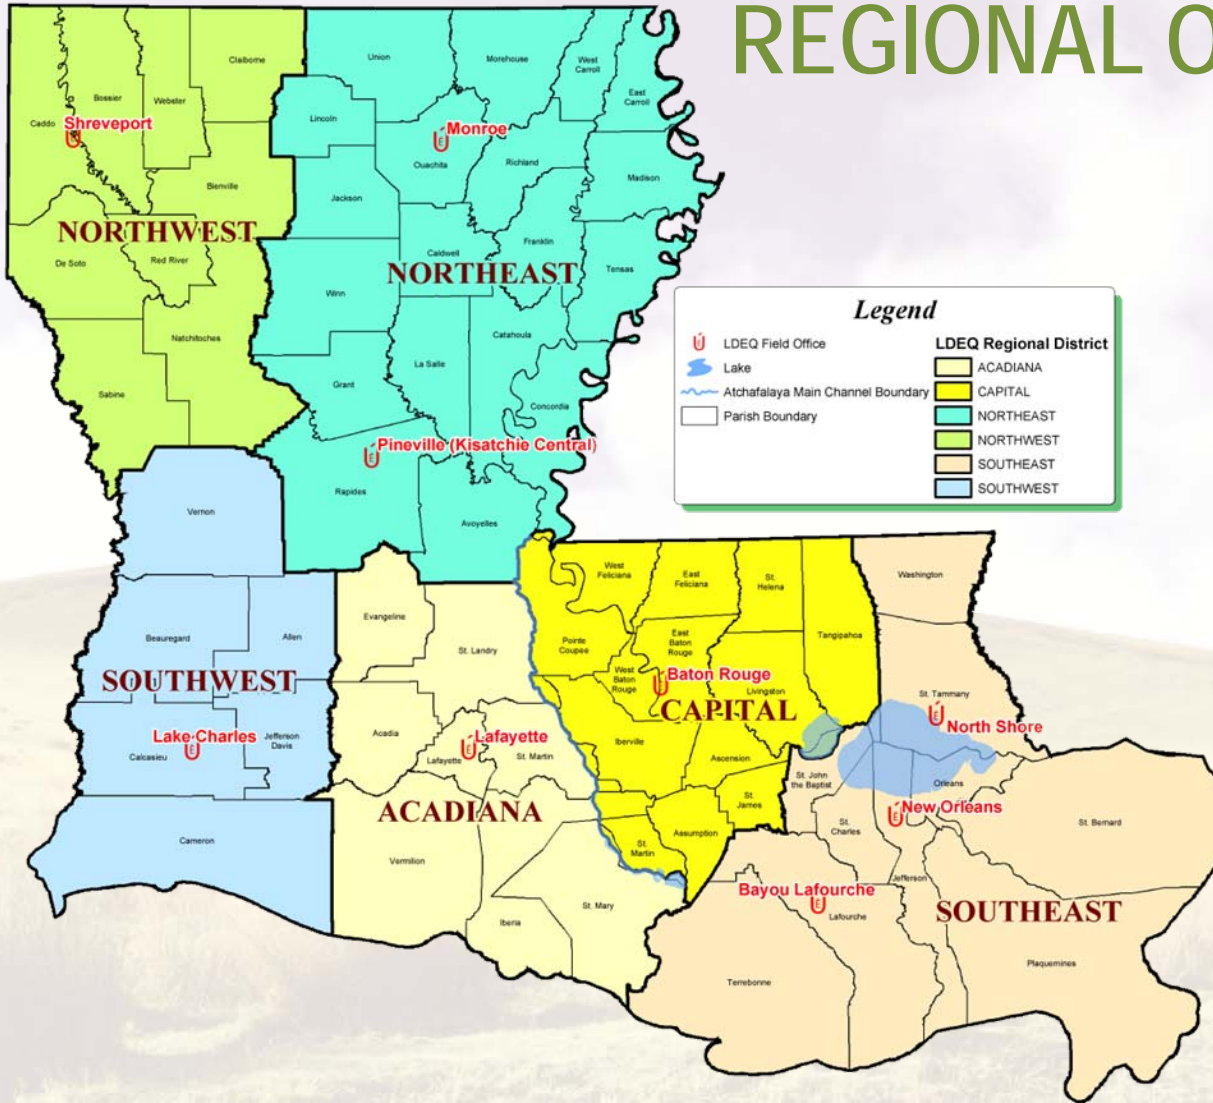 REGIONAL O
Claiborne
Union
Morehouse
West
Carroll
East
Carroll
Bossier
Webster
Caddo
Shreveport
Lincoln
Monroe
Ouachita
Richland
Madison
Bienville
Jackson
NORTHWEST
De Soto
Red River
Caldwell
Franklin
NORTHEAST
Tensas
Winn
Natchitoches
Catahoula
La Salle
Sabine
Grant
Concordia
Pineville (Kisatchie Central)
Rapides
Avoyelles
Legend
LDEQ Field Office
Lake
Atchafalaya Main Channel Boundary
Parish Boundary
LDEQ Regional District
ACADIANA
CAPITAL
NORTHEAST
NORTHWEST
SOUTHEAST
SOUTHWEST
Vernon
West
Feliciana
East
Feliciana
St.
Helena
Washington
Evangeline
Beauregard
Allen
St. Landry
Pointe
Coupee
East
Baton
Rouge
Tangipahoa
West
Baton
Rouge
Baton Rouge
Livingston
SOUTHWEST
CAPITAL
St. Tammany
North Shore
Lake Charles
Calcasieu
Jefferson
Davis
Acadia
Lafayette
Lafayette
St. Martin
Iberville
Ascension
St. John
the Baptist
Orleans
St.
James
New Orleans
ACADIANA
St.
Charles
St. Bernard
Assumption
Cameron
St.
Martin
Vermilion
Jefferson
Bayou Lafourche
Lafourche
SOUTHEAST
St. Mary
Iberia
Plaquemines
Terrebonne